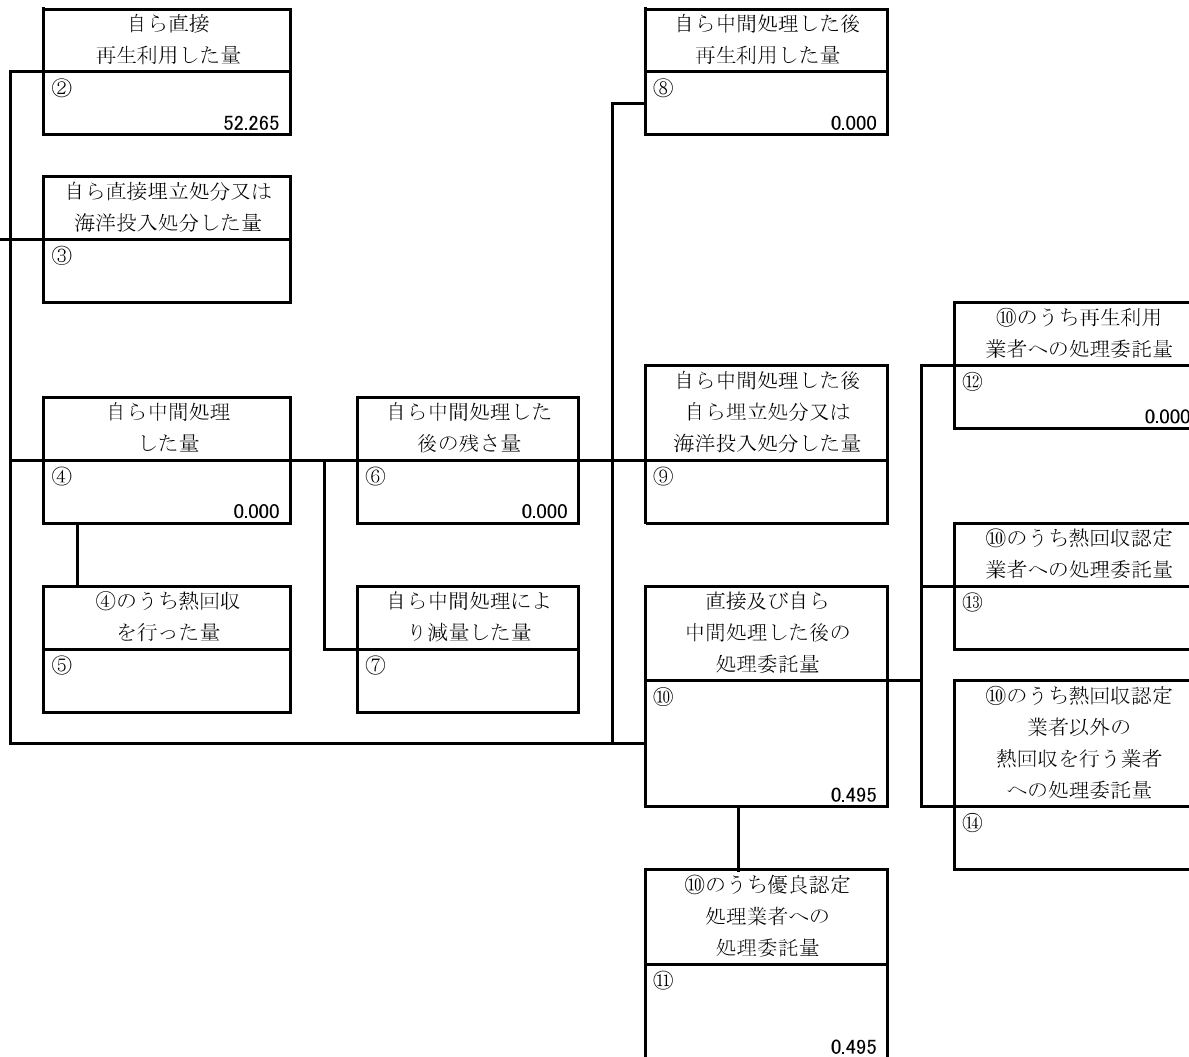 自ら直接
再生利用した量
②
52.265
自ら中間処理した後
再生利用した量
⑧
0.000
自ら直接埋立処分又は
海洋投入処分した量
③
⑩のうち再生利用
業者への処理委託量
⑫
0.000
自ら中間処理
した量
④
0.000
自ら中間処理した
後の残さ量
⑥
0.000
自ら中間処理した後
自ら埋立処分又は
海洋投入処分した量
⑨
⑩のうち熱回収認定
業者への処理委託量
⑬
④のうち熱回収
を行った量
⑤
自ら中間処理によ
り減量した量
⑦
直接及び自ら
中間処理した後の
処理委託量
⑩
0.495
⑩のうち熱回収認定
業者以外の
熱回収を行う業者
への処理委託量
⑭
⑩のうち優良認定
処理業者への
処理委託量
⑪
0.495